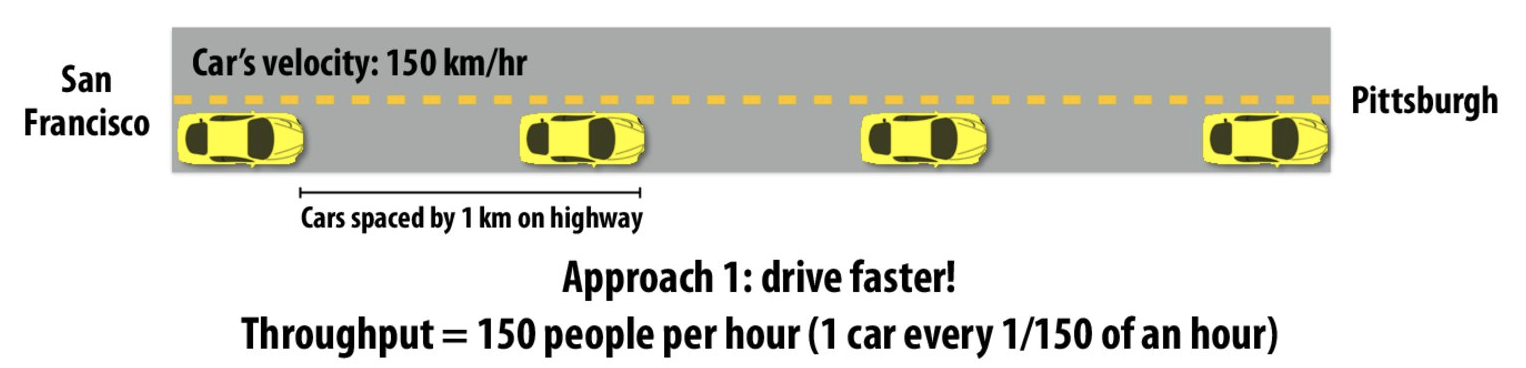 Car's velocity: 150 km/hr
San
Francisco
Pittsburgh
Cars spaced by 1 km on highway
Approach 1: drive faster!
Throughput = 150 people per hour (1 car every 1/150 of an hour)